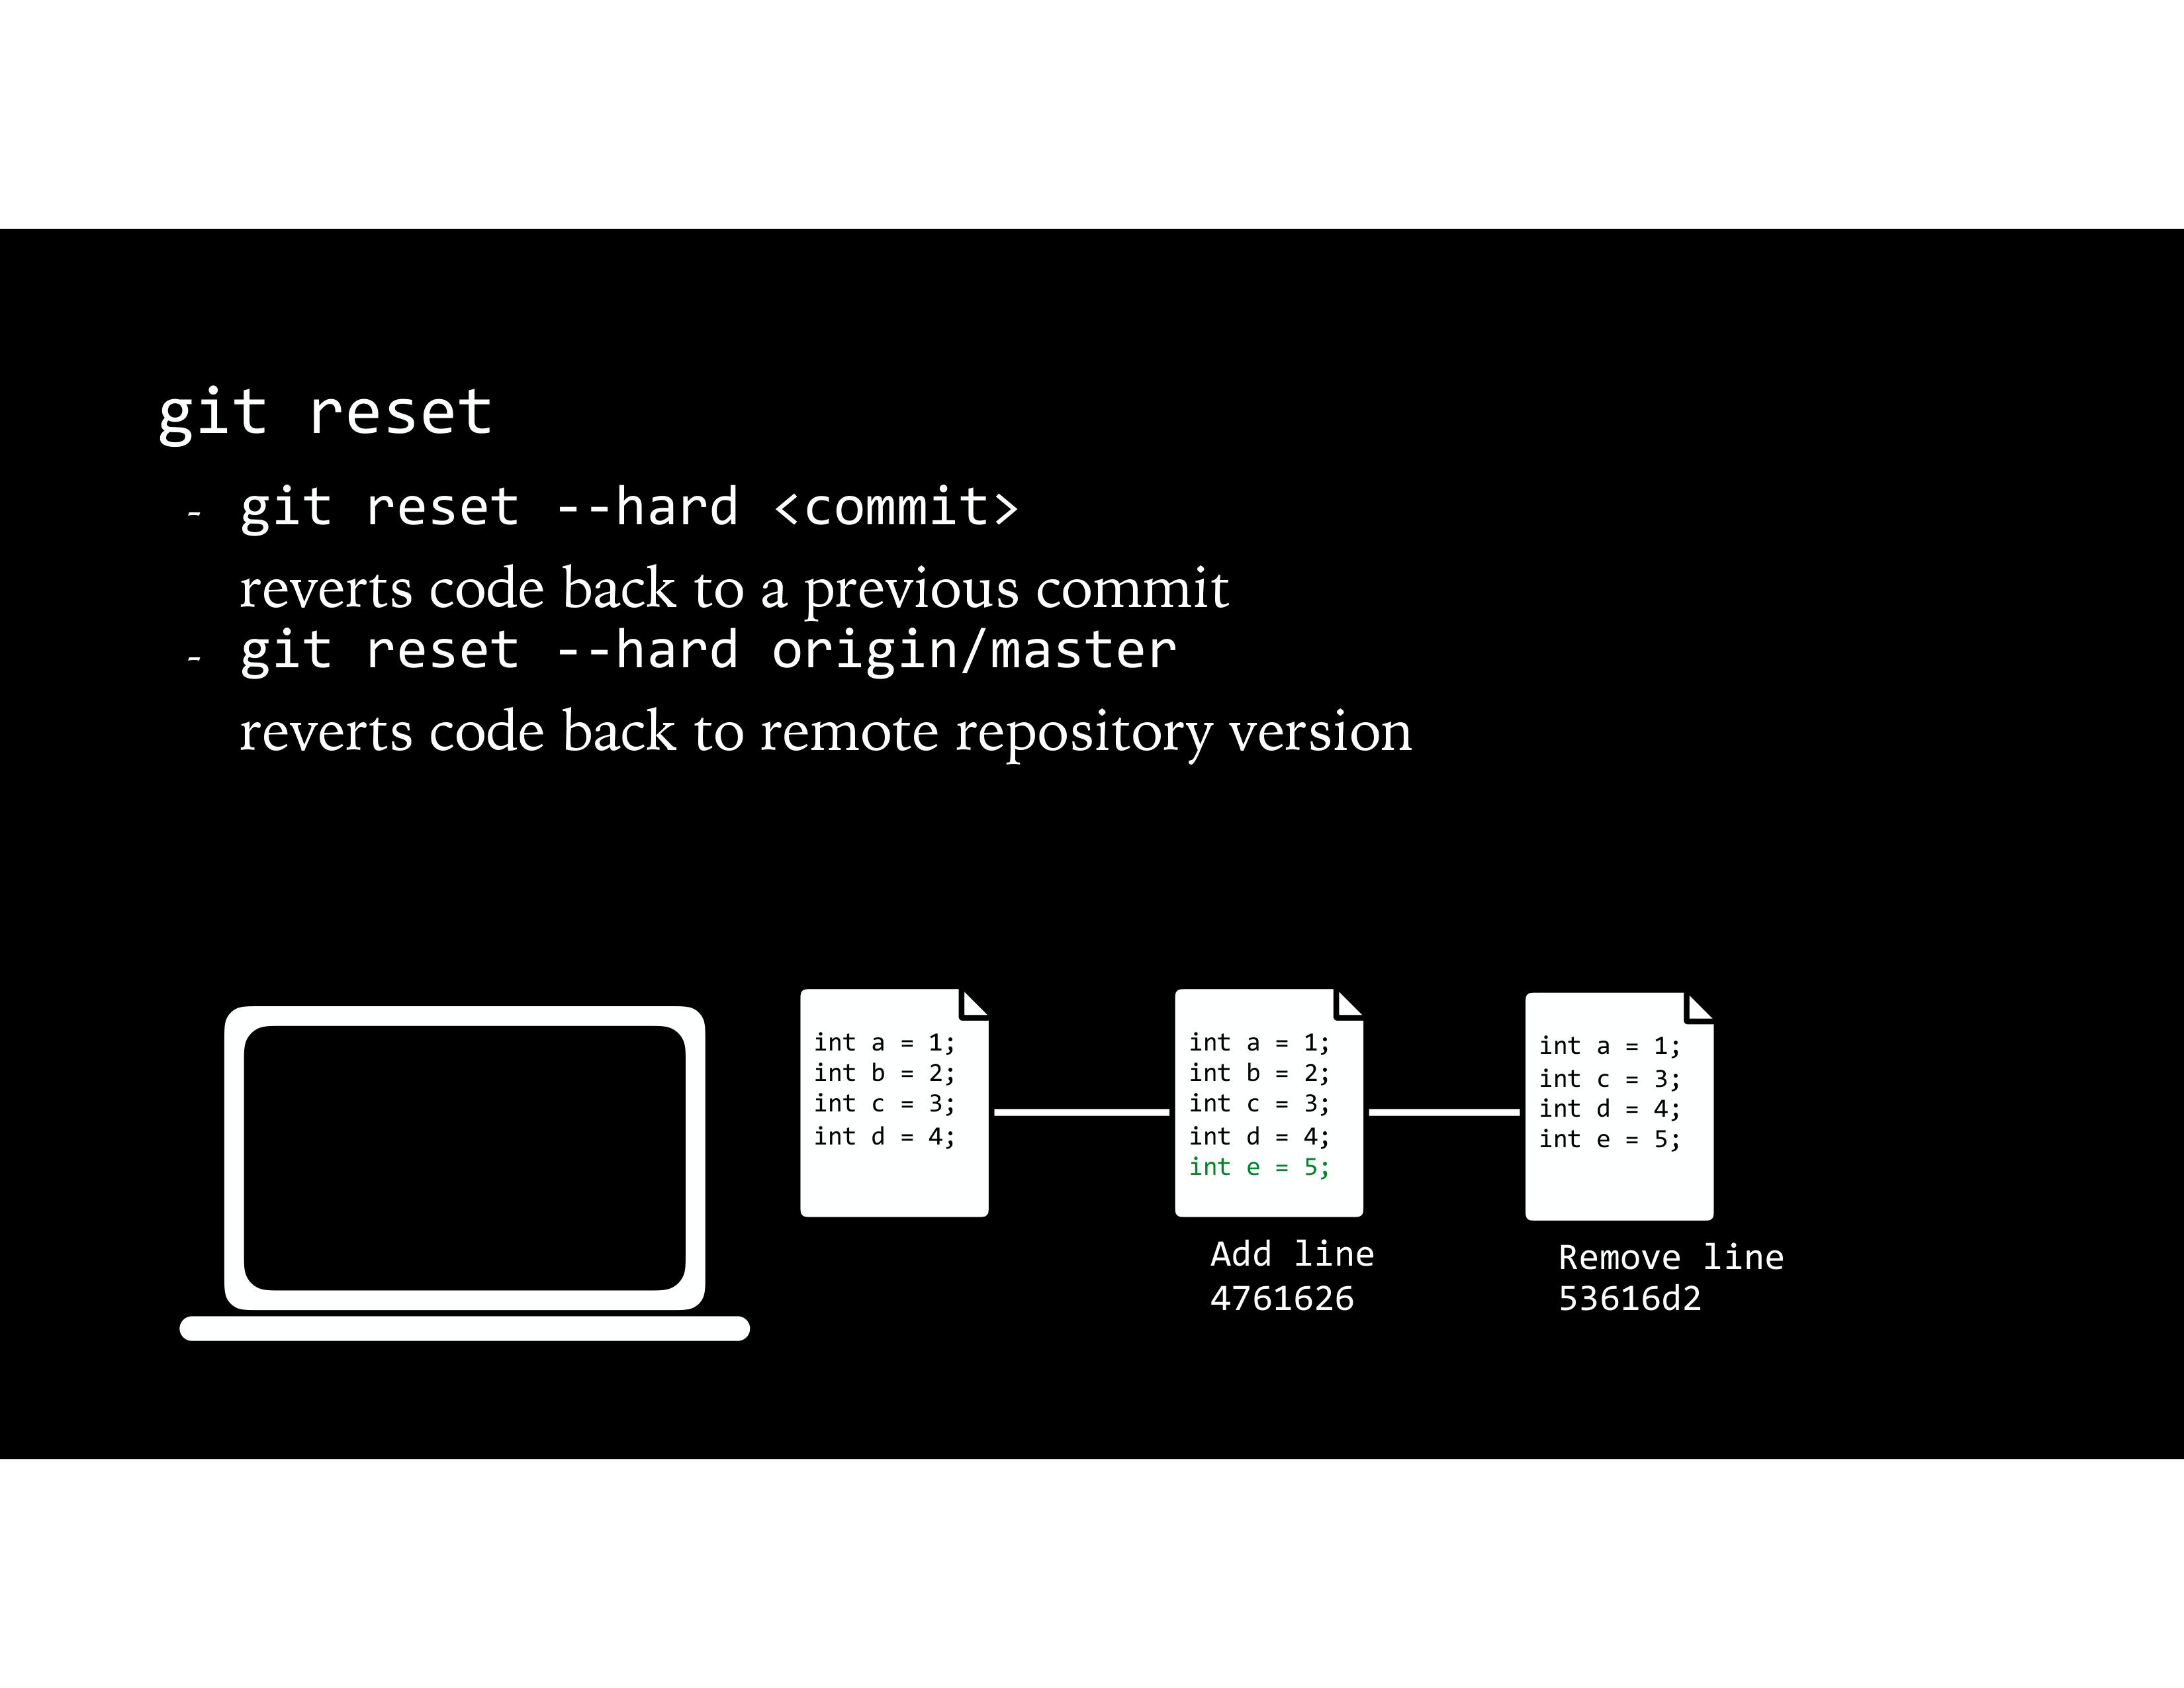 git reset
- git reset --hard <commit>
reverts code back to a previous commit
- git reset --hard origin/master
reverts code back to remote repository version
int a = 1;
int b = 2;
int c = 3;
int d = 4;
int a = 1;
int b = 2;
int c = 3;
int d = 4;
int e = 5;
Add line
4761626
int a = 1;
int c = 3;
int d = 4;
int e = 5;
Remove line
53616d2